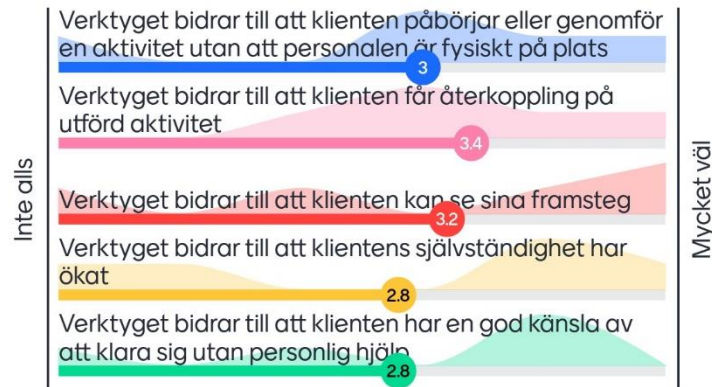 Verktyget bidrar till att klienten påbörjar eller genomför
en aktivitet utan att personalen är fysiskt på plats
3
Verktyget bidrar till att klienten får återkoppling på
utförd aktivitet
3.4
Verktyget bidrar till att klienten kan se sina framsteg
3.2
Verktyget bidrar till att klientens självständighet har
ökat
2.8
Verktyget bidrar till att klienten har en god känsla av
att klara sig utan personlig hjälp
2.8
Inte alls
Mycket väl